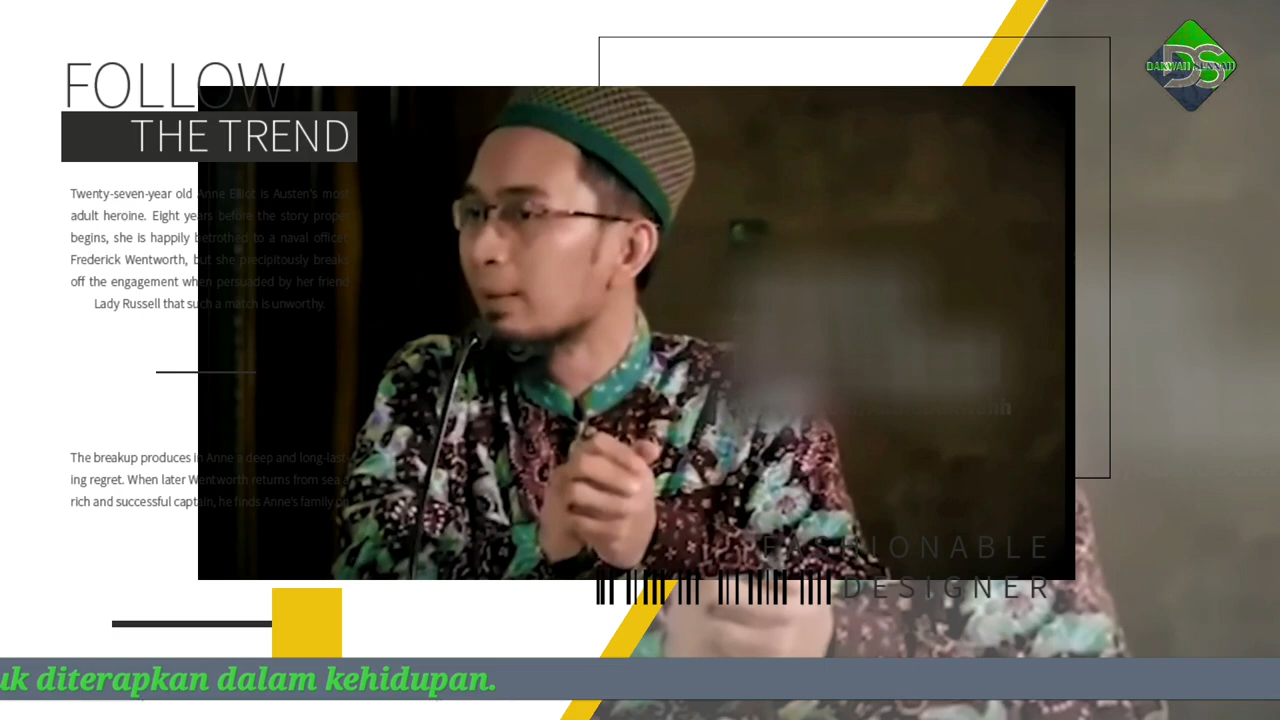 FOLLOW
THE TREND
Twenty-seven-year old Anne Elliot is Austen's most
adult heroine. Eight years before the story proper
begins, she is happily betrothed to a naval officer,
Frederick Wentworth, but she precipitously breaks
off the engagement when persuaded by her friend
Lady Russell that such a match is unworthy.
The breakup produces in Anne a deep and long-last-
ing regret. When later Wentworth returns from sea a
rich and successful captain, he finds Anne's family on
FASHIONABLE
DESIGNER
DS
uk diterapkan dalam kehidupan.